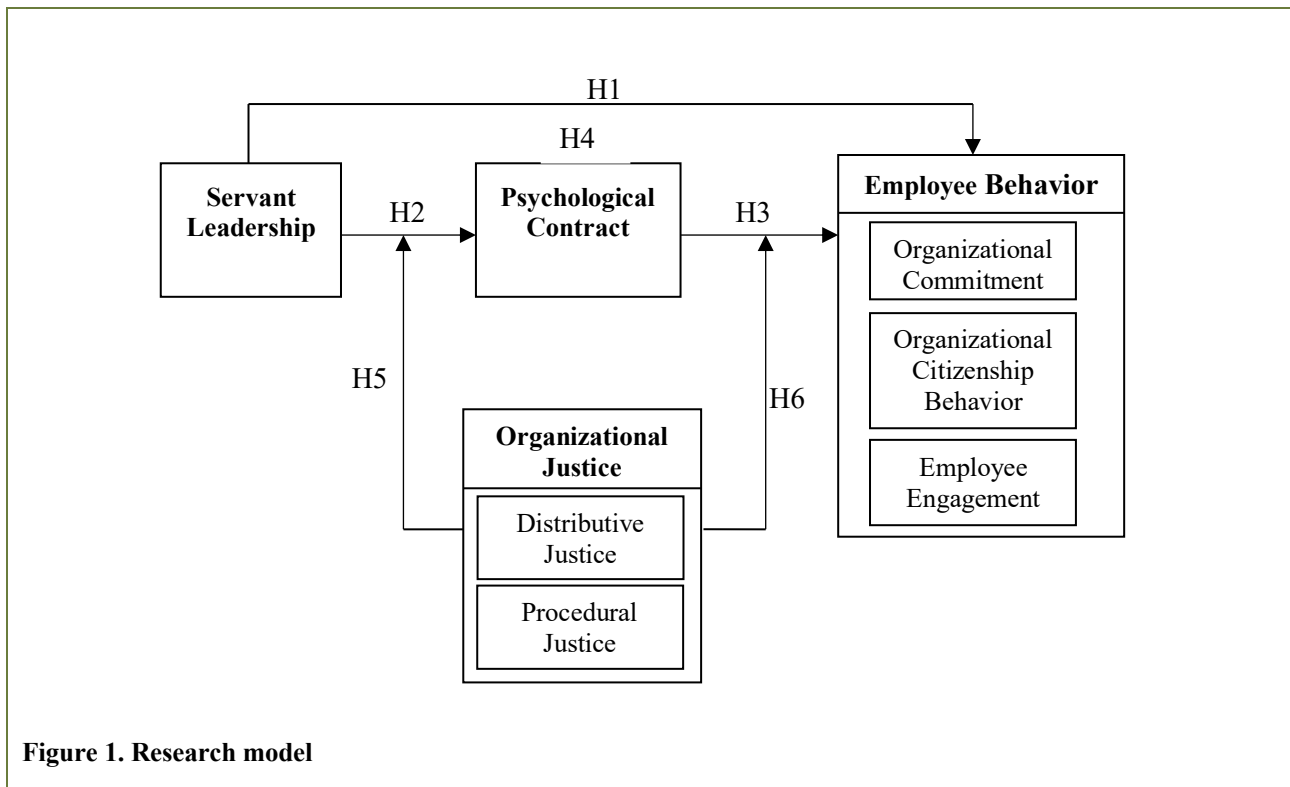 H1
H4
Servant
Leadership
H2
Psychological
Contract
H3
Employee Behavior
Organizational
Commitment
Organizational
Citizenship
Behavior
Employee
Engagement
H5
H6
Organizational
Justice
Distributive
Justice
Procedural
Justice
Figure 1. Research model